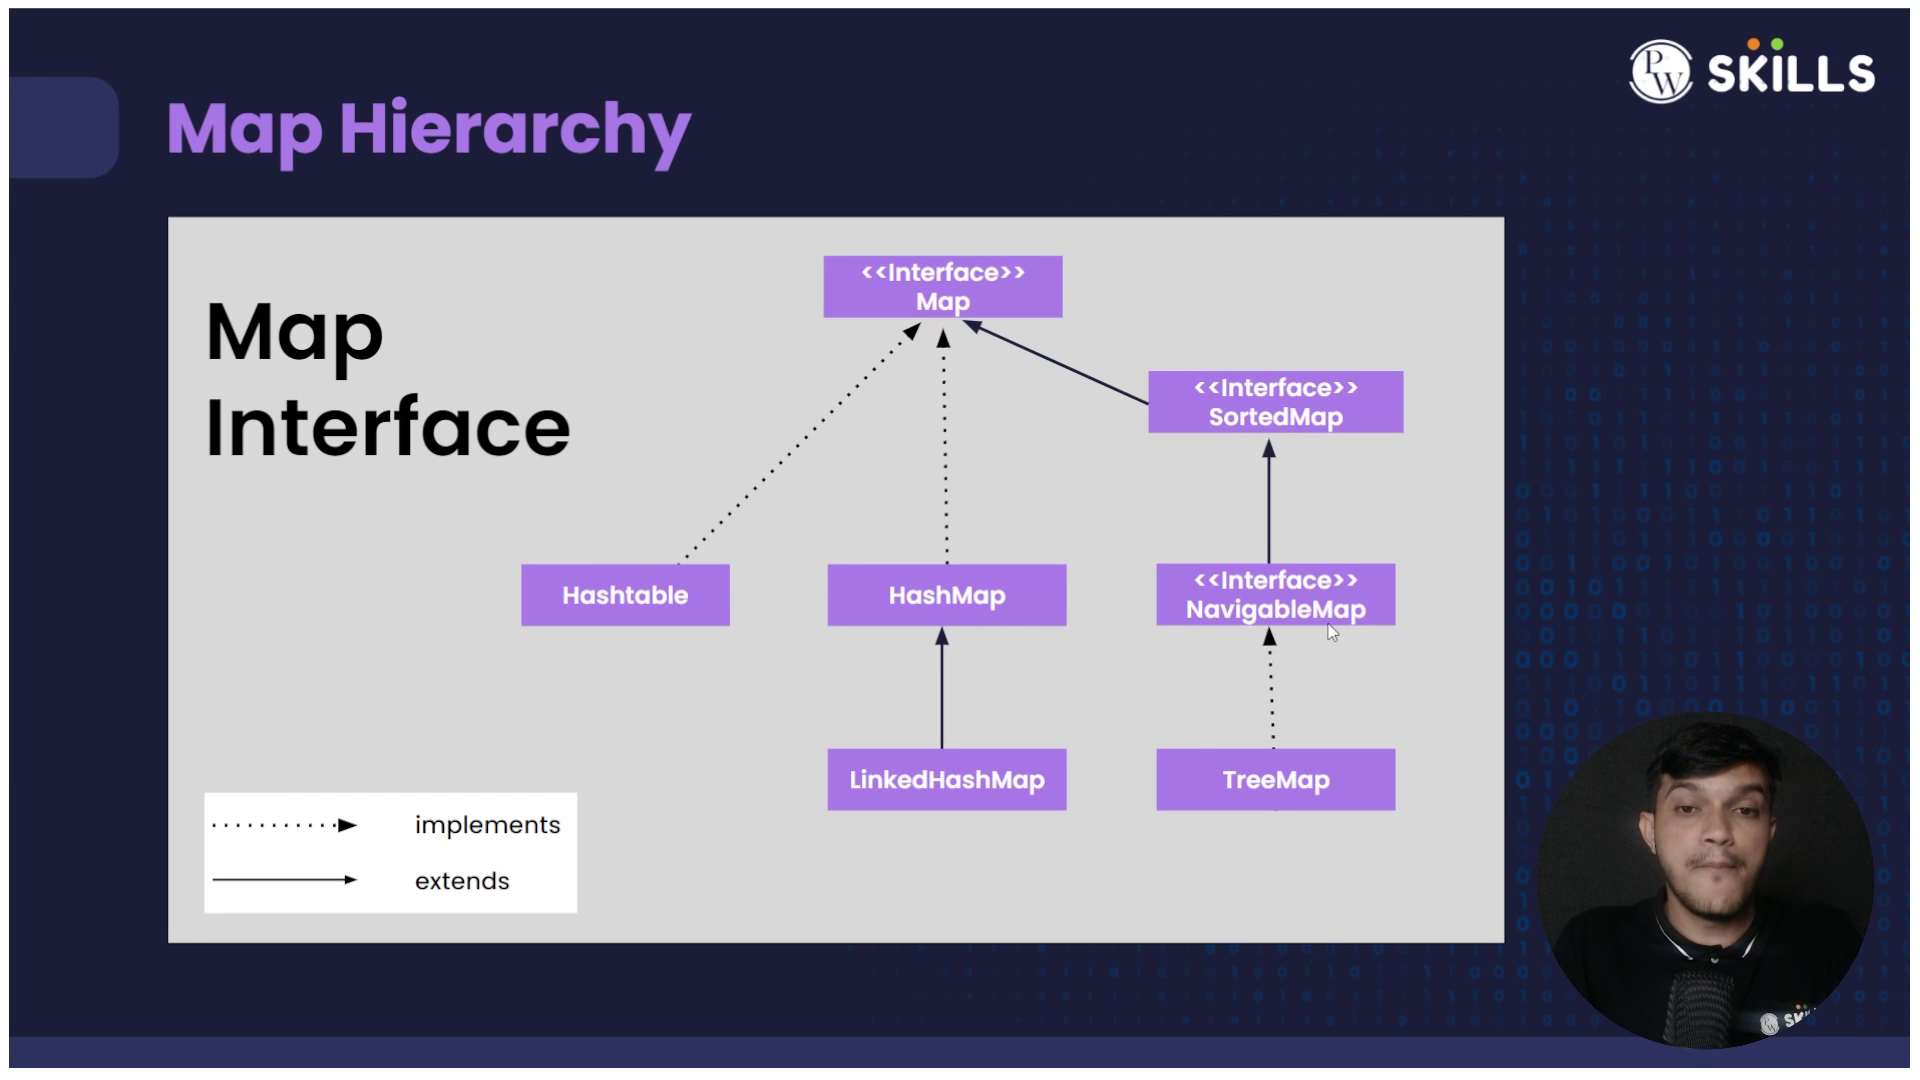 PW SKILLS
Map Hierarchy
Map
Interface
<<Interface>>
Map
<<Interface>>
SortedMap
Hashtable
HashMap
<<Interface>>
NavigableMap
LinkedHashMap
TreeMap
implements
extends